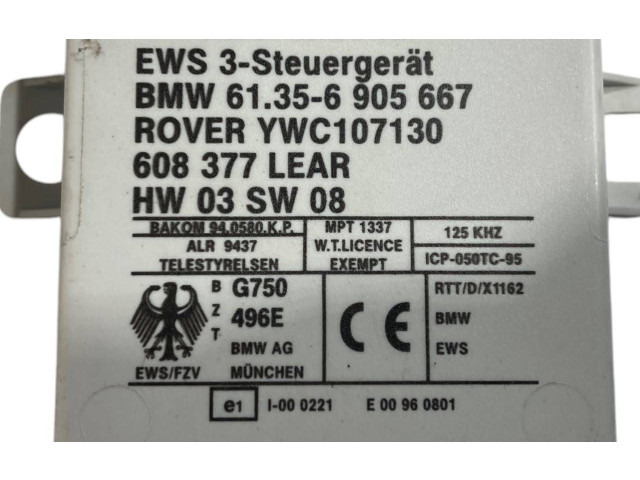 EWS 3-Steuergerät
BMW 61.35-6 905 667
ROVER YWC107130
608 377 LEAR
HW 03 SW 08
BAKOM 94.0580.K.P.
ALR 9437
TELESTYRELSEN
MPT 1337
W.T.LICENCE
EXEMPT
125 KHZ
ICP-050TC-95
BZT
G750
496E
BMW AG
EWS/FZV MÜNCHEN
CE
RTT/D/X1162
BMW
EWS
e1 I-00 0221 E 00 96 0801